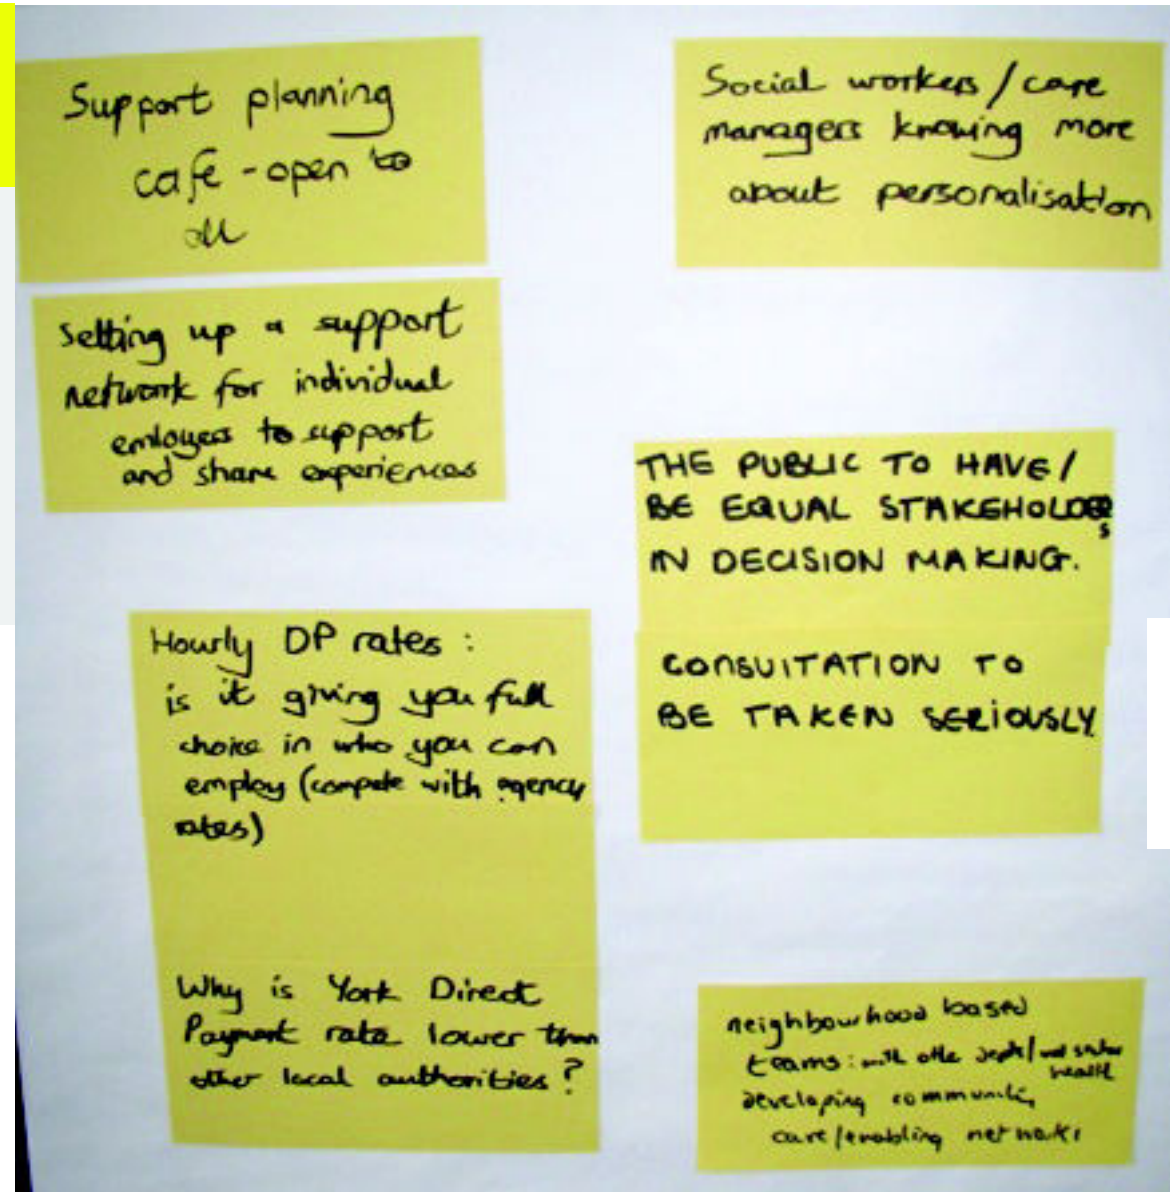 Support planning
cafe - open to
all
Setting up a support
network for individual
emloyers to support
and share experiences
Hourly DP rates :
is it giving you full
choice in who you can
employ (compete with agency
rates)
Why is York Direct
Payment rate lower than
other local authorities ?
Social workers / care
managers knowing more
about personalisation
THE PUBLIC TO HAVE /
BE EQUAL STAKEHOLDERS
IN DECISION MAKING.
CONSULTATION TO
BE TAKEN SERIOUSLY
neighbourhood based
teams : with other depts/
health
developing community
care/enabling networks